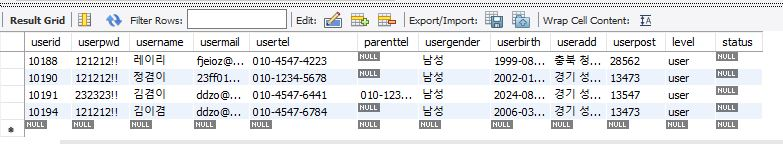 Result Grid Filter Rows: Edit: Export/Import: Wrap Cell Content:
userid userpwd username usermail usertel parenttel usergender userbirth useradd userpost level status
10188 121212!! 레이리 fjeioz@... 010-4547-4223 NULL 남성 1999-08... 충북 청... 28562 user NULL
10190 121212!! 정겸이 23ff01... 010-1234-5678 NULL 남성 2002-01... 경기 성... 13473 user NULL
10191 232323!! 김겸이 ddzo@... 010-4547-6441 010-123... 남성 2024-08... 경기 성... 13547 user NULL
10194 121212!! 김이겸 ddzo@... 010-4547-6784 NULL 남성 2006-03... 경기 성... 13473 user NULL
NULL NULL NULL NULL NULL NULL NULL NULL NULL NULL NULL NULL